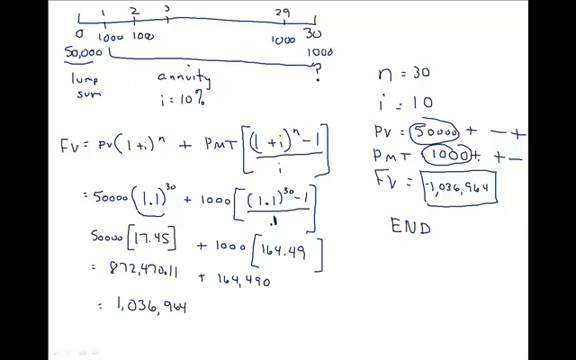 1 2 3 29
0 1000 1000 1000 30
50,000 1000
lump sum
annuity
i = 10%
?
FV = PV(1+i)^n + PMT[(1+i)^n - 1 / i]
= 50000(1.1)^30 + 1000[(1.1)^30 - 1 / .1]
50000[17.45] + 1000[164.49]
= 872,470.11 + 164,490
= 1,036,964
n = 30
i = 10
PV = 50000 + - +
PMT = 1000 + + -
FV = -1,036,964
END